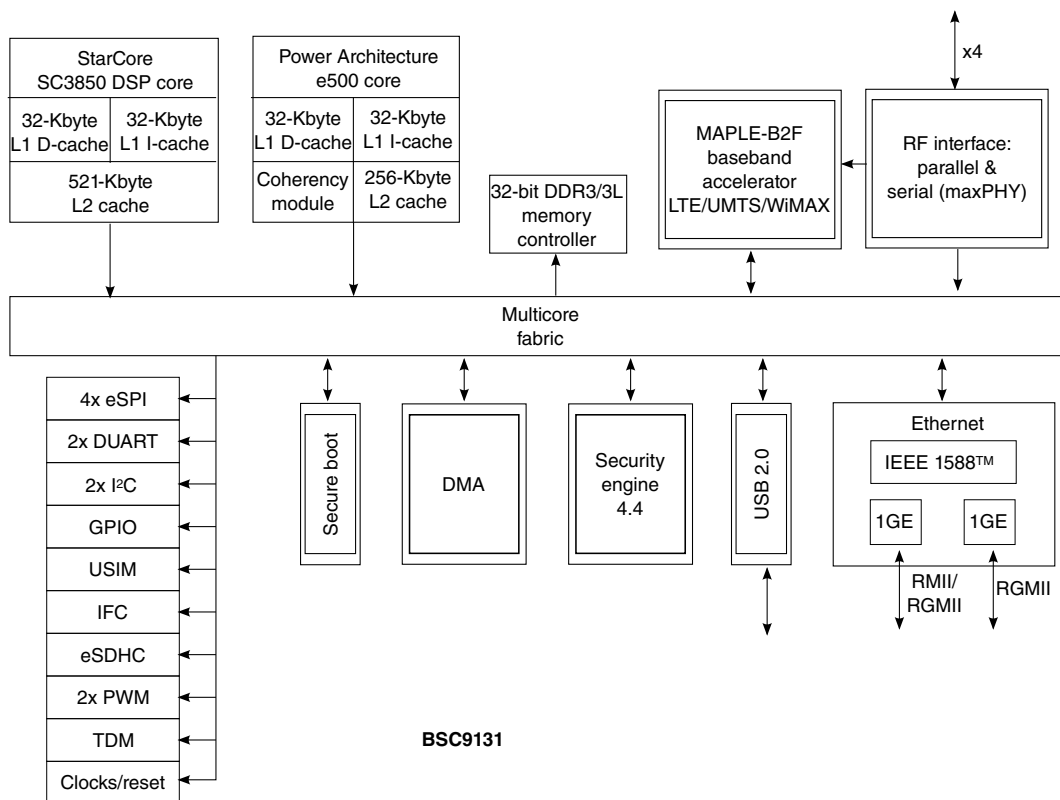 StarCore
SC3850 DSP core
32-Kbyte
L1 D-cache
32-Kbyte
L1 I-cache
521-Kbyte
L2 cache
Power Architecture
e500 core
32-Kbyte
L1 D-cache
32-Kbyte
L1 I-cache
Coherency
module
256-Kbyte
L2 cache
32-bit DDR3/3L
memory
controller
MAPLE-B2F
baseband
accelerator
LTE/UMTS/WiMAX
x4
RF interface:
parallel &
serial (maxPHY)
Multicore
fabric
4x eSPI
2x DUART
2x I²C
GPIO
USIM
IFC
eSDHC
2x PWM
TDM
Clocks/reset
Secure boot
DMA
Security
engine
4.4
USB 2.0
Ethernet
IEEE 1588™
1GE
1GE
RMII/
RGMII
RGMII
BSC9131